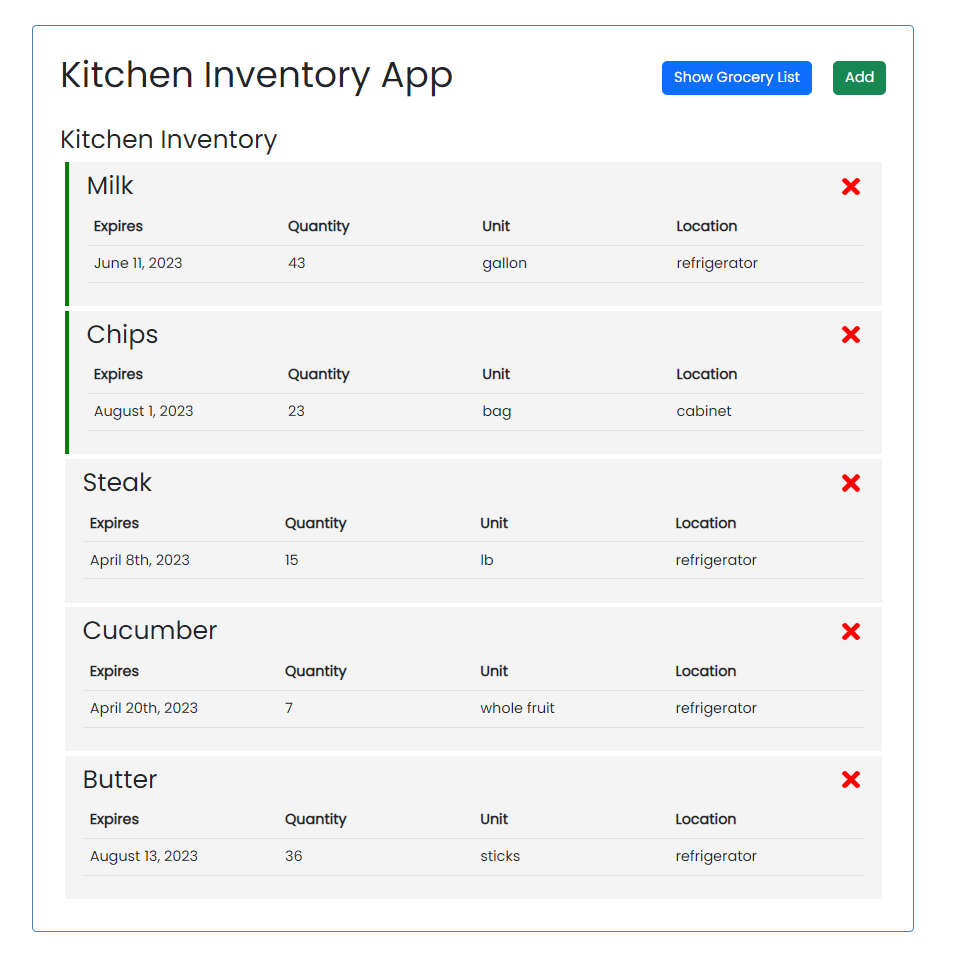 Kitchen Inventory App Show Grocery List Add
Kitchen Inventory
Milk
Expires Quantity Unit Location
June 11, 2023 43 gallon refrigerator
Chips
Expires Quantity Unit Location
August 1, 2023 23 bag cabinet
Steak
Expires Quantity Unit Location
April 8th, 2023 15 lb refrigerator
Cucumber
Expires Quantity Unit Location
April 20th, 2023 7 whole fruit refrigerator
Butter
Expires Quantity Unit Location
August 13, 2023 36 sticks refrigerator